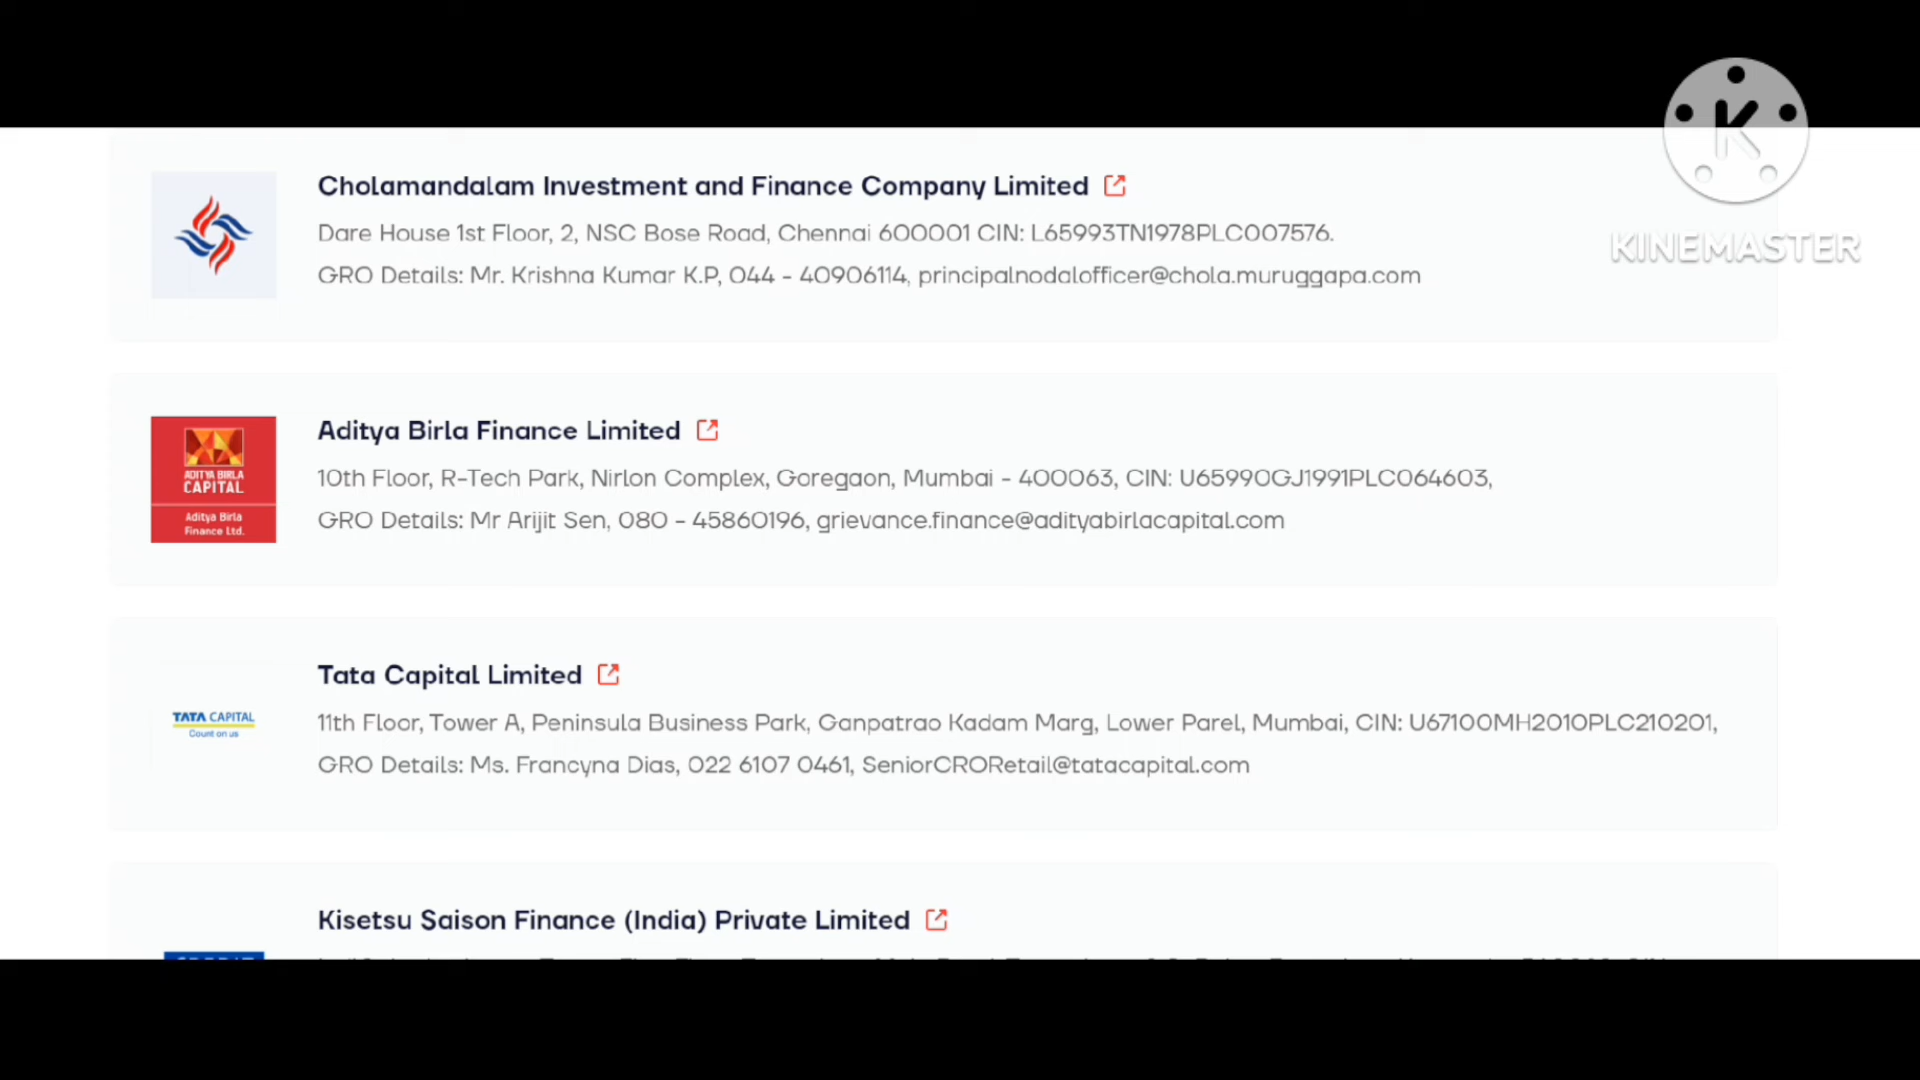 KINEMASTER
Cholamandalam Investment and Finance Company Limited
Dare House 1st Floor, 2, NSC Bose Road, Chennai 600001 CIN: L65993TN1978PLC007576.
GRO Details: Mr. Krishna Kumar K.P, 044 - 40906114, principalnodalofficer@chola.muruggapa.com
ADITYA BIRLA
CAPITAL
Aditya Birla
Finance Ltd.
Aditya Birla Finance Limited
10th Floor, R-Tech Park, Nirlon Complex, Goregaon, Mumbai - 400063, CIN: U65990GJ1991PLC064603,
GRO Details: Mr Arijit Sen, 080 - 45860196, grievance.finance@adityabirlacapital.com
TATA CAPITAL
Count on us
Tata Capital Limited
11th Floor, Tower A, Peninsula Business Park, Ganpatrao Kadam Marg, Lower Parel, Mumbai, CIN: U67100MH2010PLC210201,
GRO Details: Ms. Francyna Dias, 022 6107 0461, SeniorCRORetail@tatacapital.com
Kisetsu Saison Finance (India) Private Limited